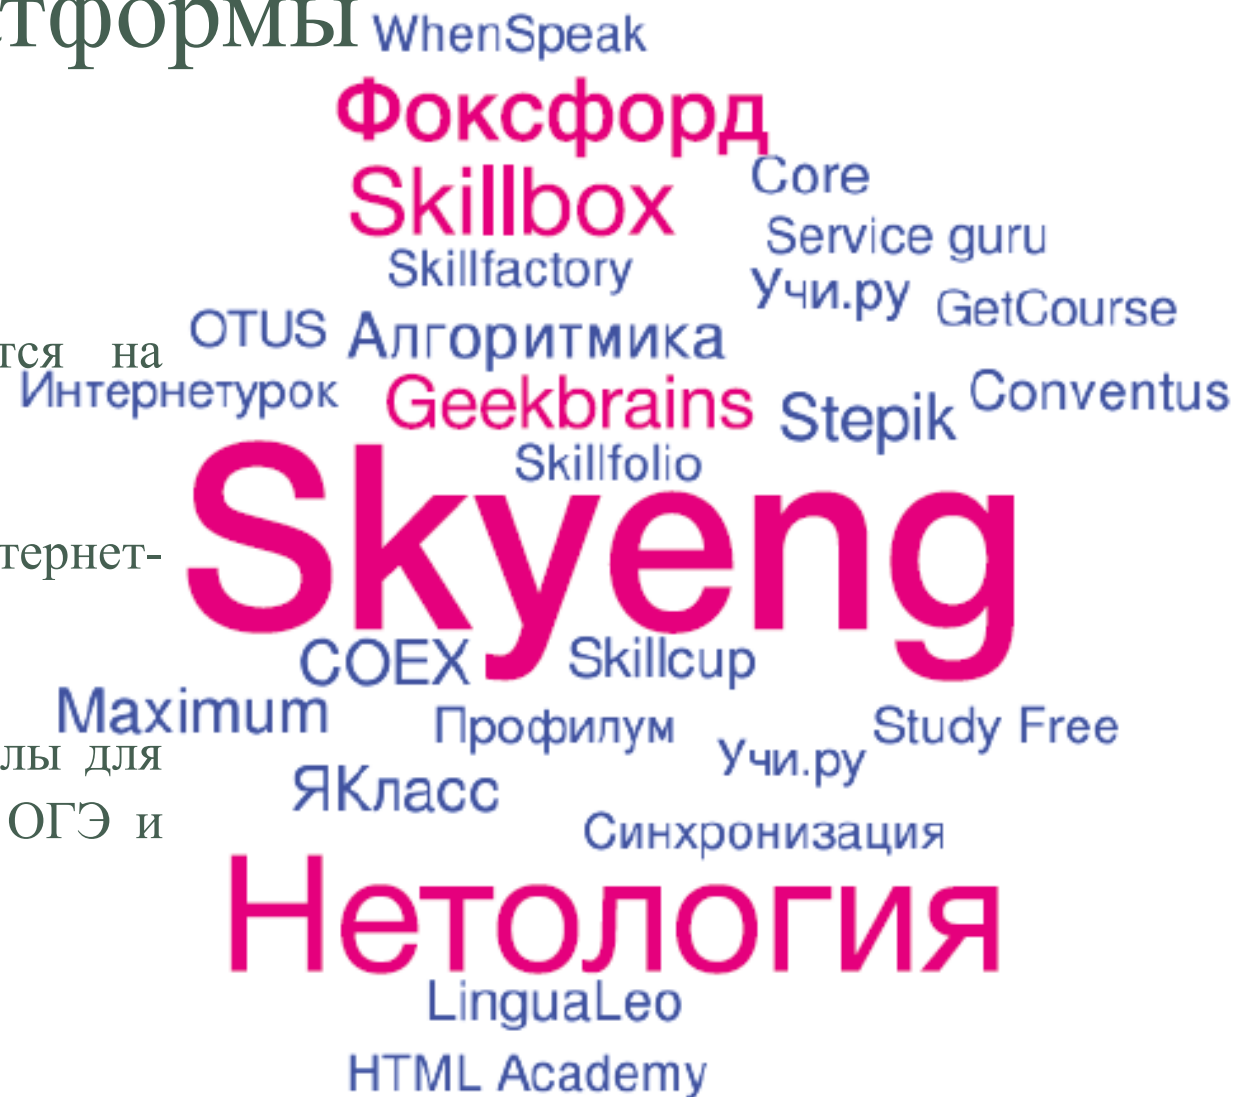 стформы
WhenSpeak
Фоксфорд
Core
Skillbox
Service guru
Skillfactory
Учи.ру
GetCourse
OTUS
Алгоритмика
тся на
Интернетурок
Geekbrains
Stepik
Conventus
Skillfolio
Skyeng
тернет-
COEX
Skillcup
Maximum
Профилум
Study Free
лы для
Учи.ру
ЯКласс
ОГЭ и
Синхронизация
Нетология
LinguaLeo
HTML Academy